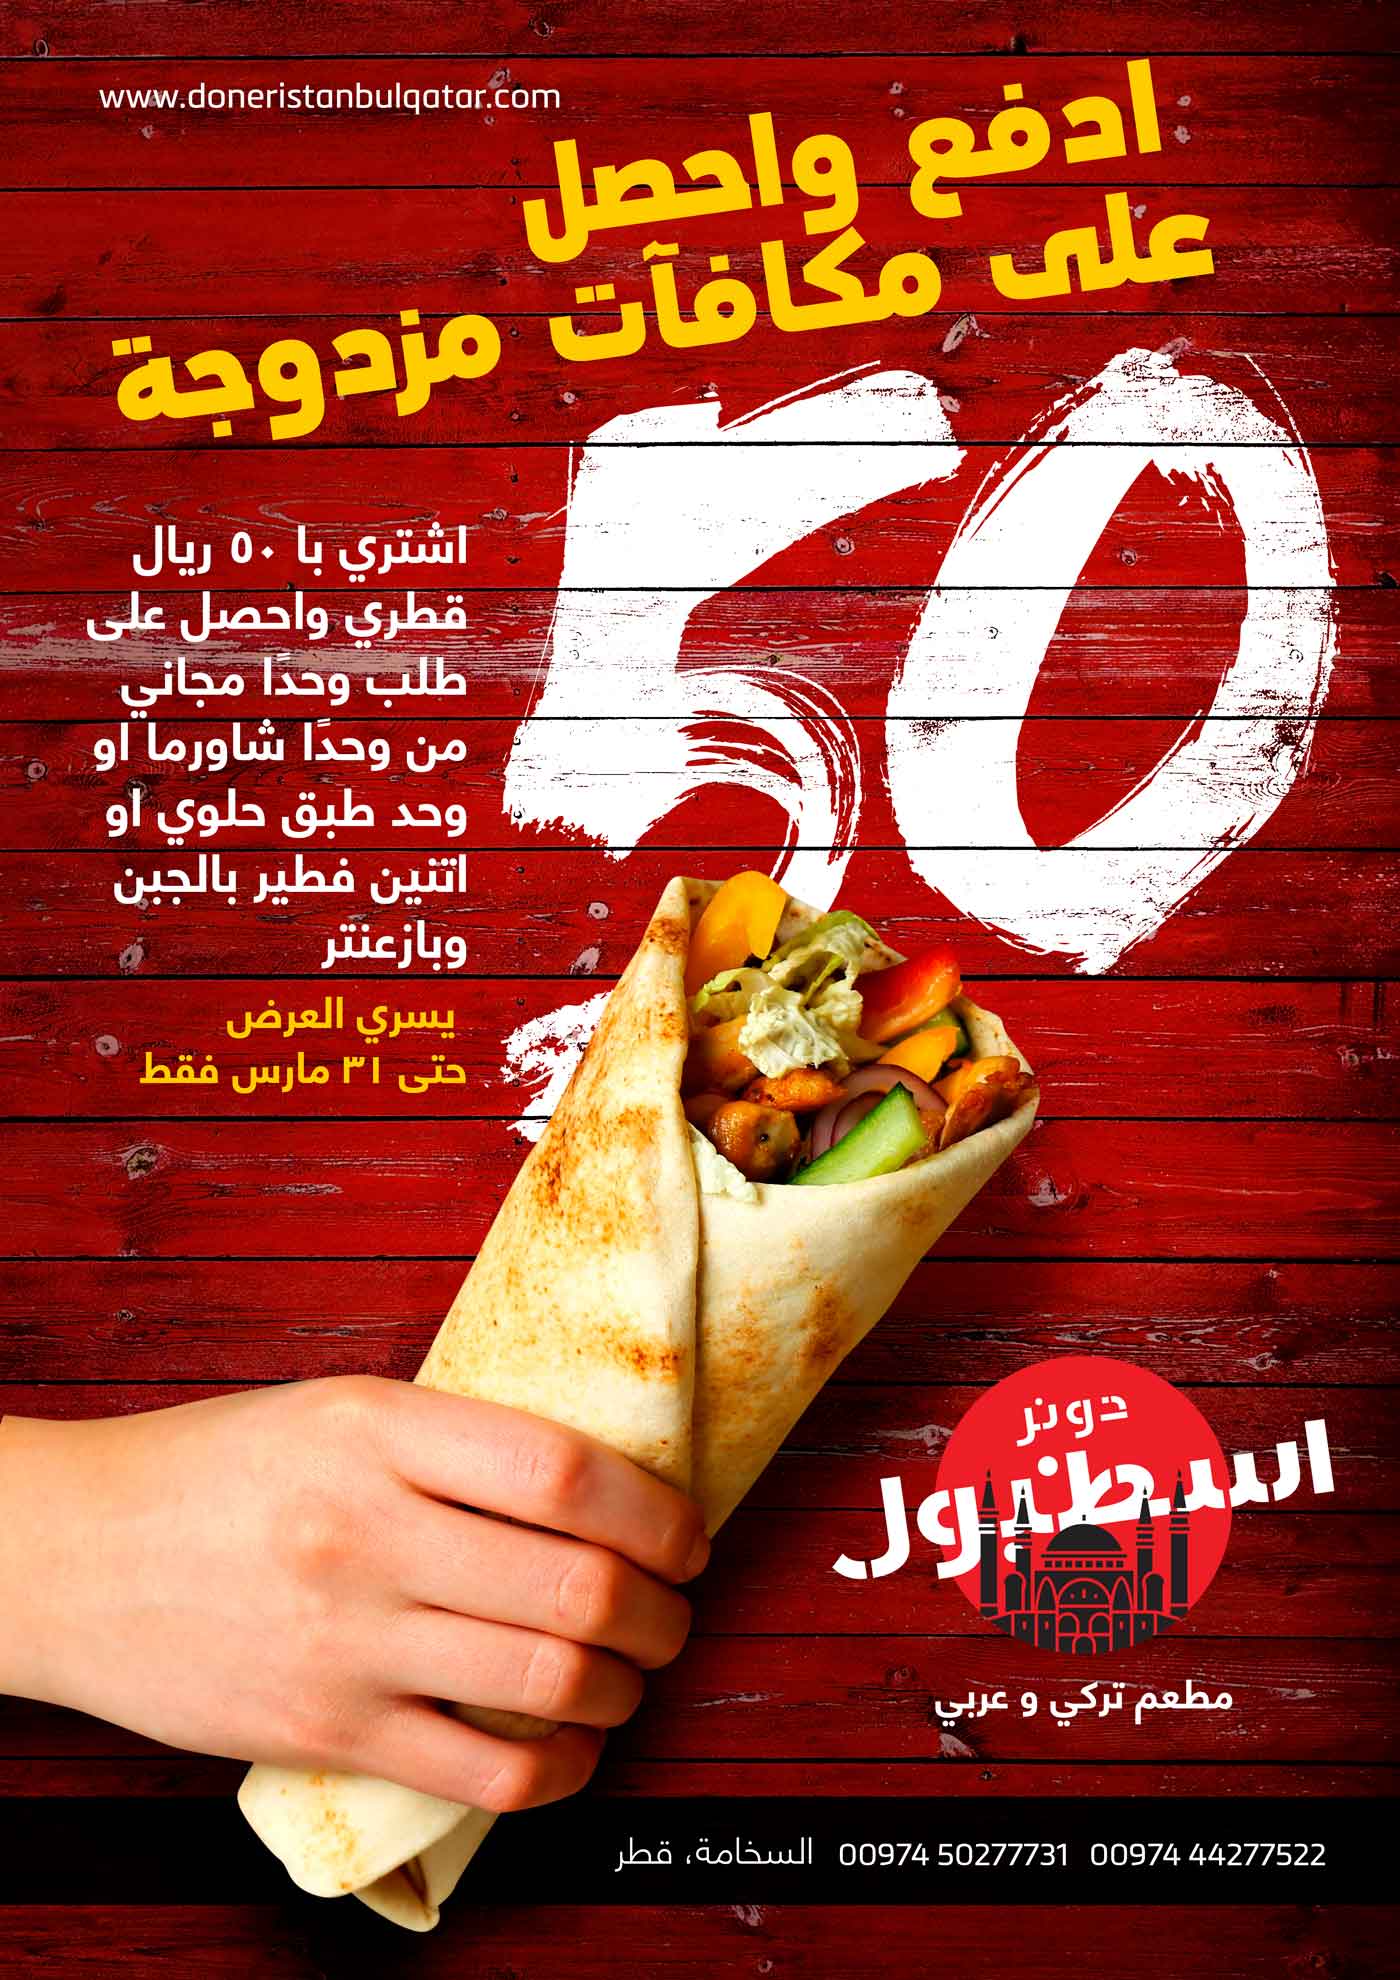 www.doneristanbulqatar.com
ادفع واحصل
على مكافآت مزدوجة
50
اشتري با ٥٠ ريال
قطري واحصل على
طلب وحدًا مجاني
من وحدًا شاورما او
وحد طبق حلوي او
اتنين فطير بالجبن
وبازعنتر
يسري العرض
حتى ٣١ مارس فقط
دونر
اسطنبول
مطعم تركي و عربي
السخامة، قطر 00974 50277731 00974 44277522